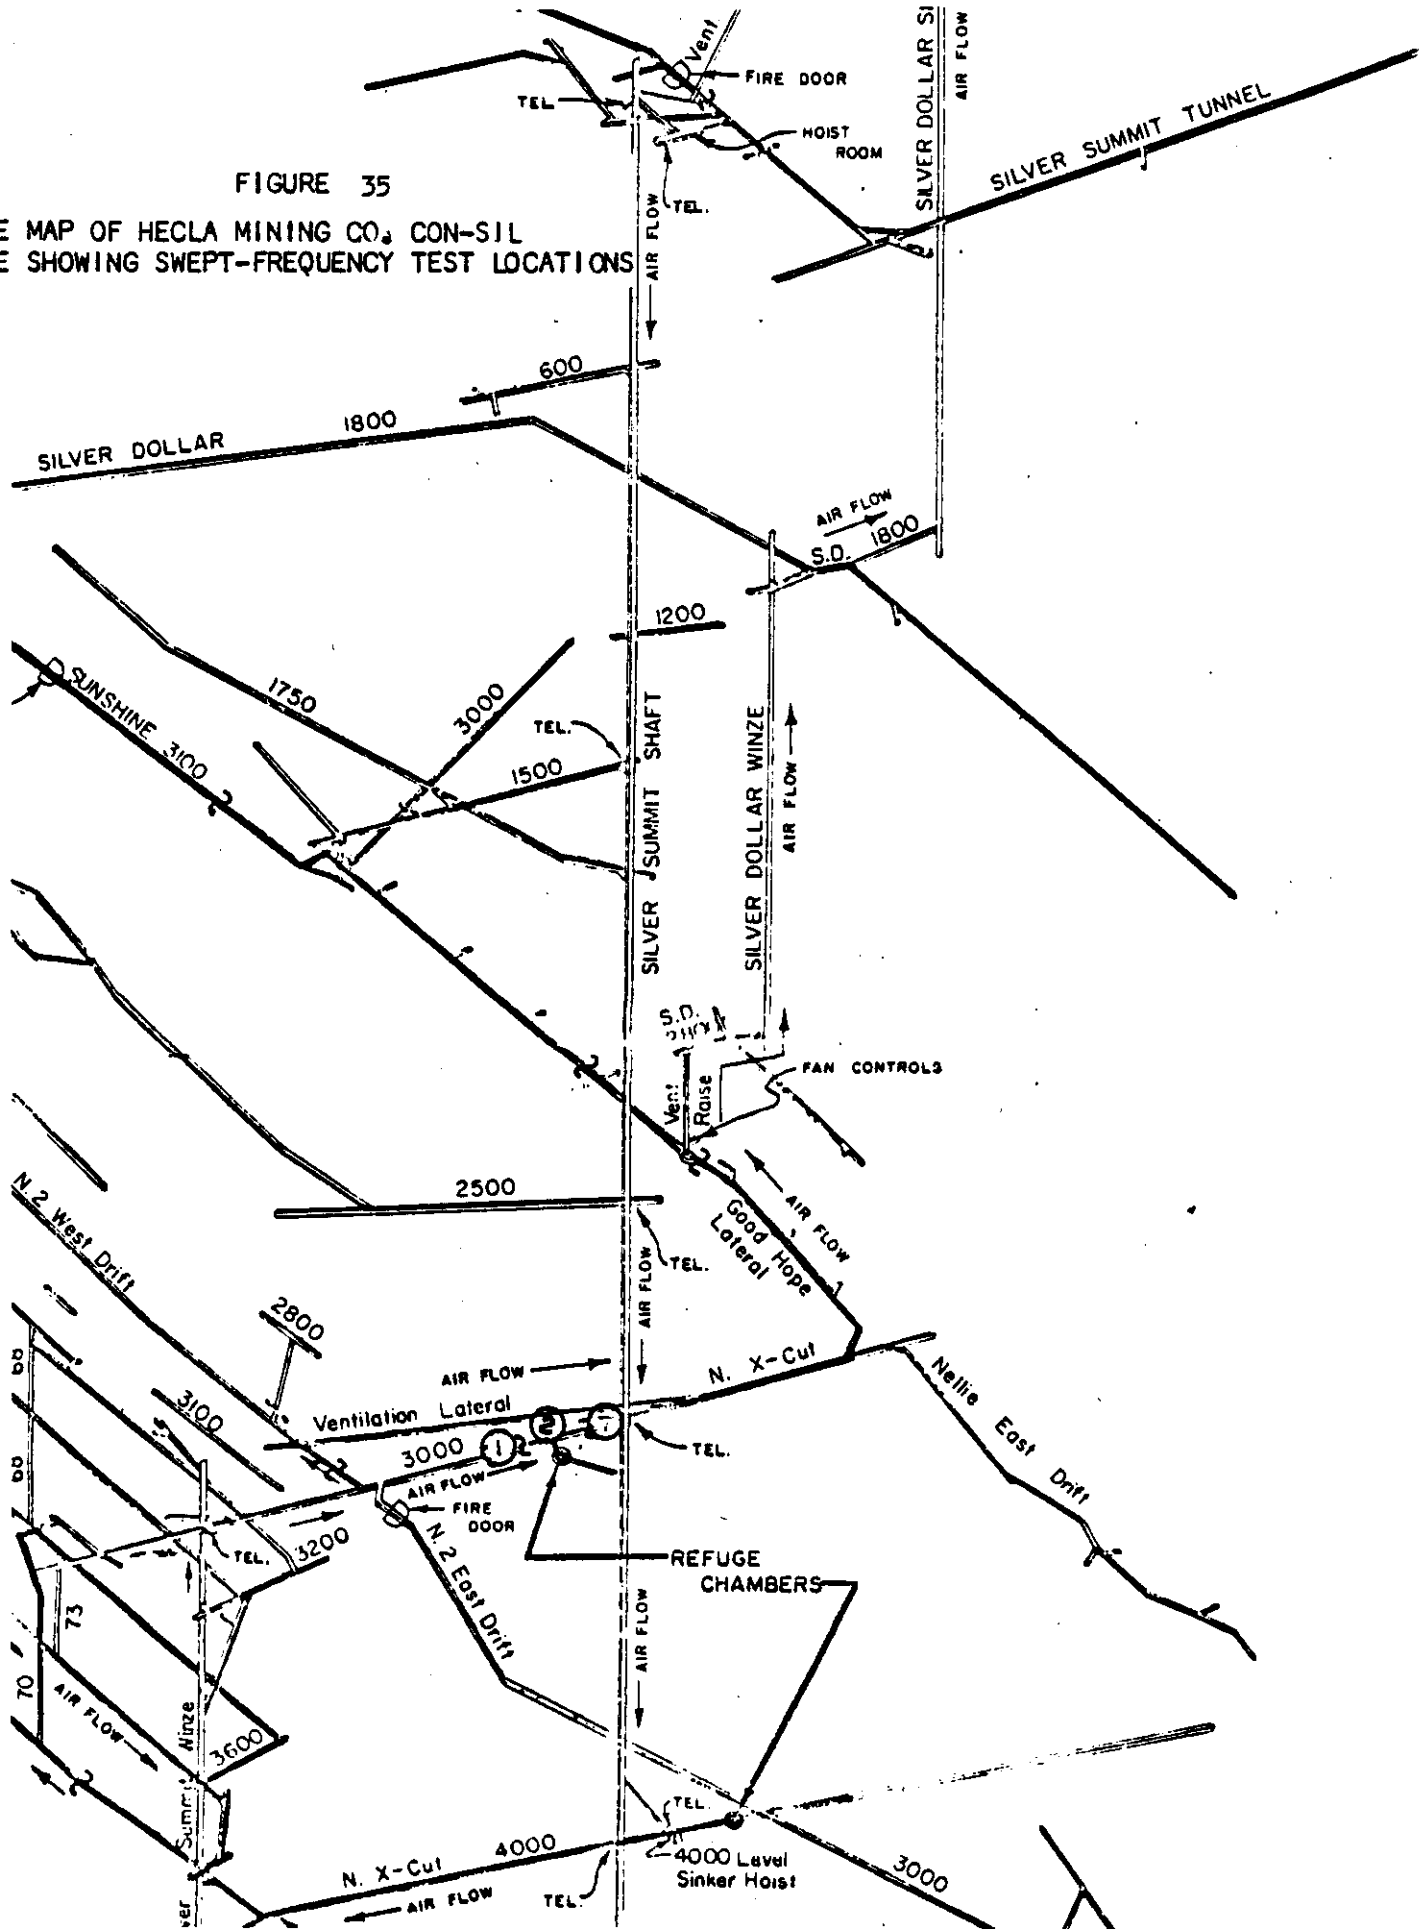 Vent
FIRE DOOR
TEL.
HOIST
ROOM
TEL.
SILVER DOLLAR
AIR FLOW
SILVER SUMMIT TUNNEL
FIGURE 35
E MAP OF HECLA MINING CO. CON-SIL
E SHOWING SWEPT-FREQUENCY TEST LOCATIONS
AIR FLOW
600
SILVER DOLLAR
1800
AIR FLOW
S.D. 1800
1200
SUNSHINE 3100
1750
3000
TEL.
1500
SILVER SUMMIT SHAFT
SILVER DOLLAR WINZE
AIR FLOW
S.D.
FAN CONTROLS
Vent
Raise
N. 2 West Drift
2500
TEL.
AIR FLOW
Good Hope
Lateral
AIR FLOW
2800
AIR FLOW
N. X-Cut
Nellie East Drift
3100
Ventilation Lateral
3000
1
2
T
TEL.
AIR FLOW
FIRE
DOOR
N. 2 East Drift
TEL.
3200
REFUGE
CHAMBERS
73
70
AIR FLOW
AIR FLOW
Summit Winze
3600
TEL.
N. X-Cut 4000
4000 Level
Sinker Hoist
3000
AIR FLOW
TEL.